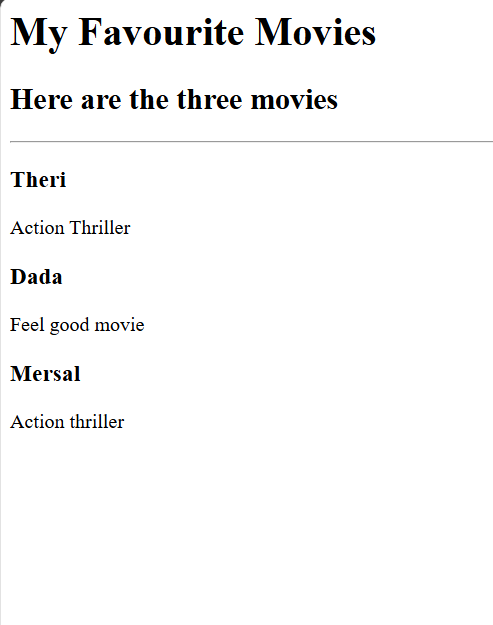 My Favourite Movies
Here are the three movies
Theri
Action Thriller
Dada
Feel good movie
Mersal
Action thriller